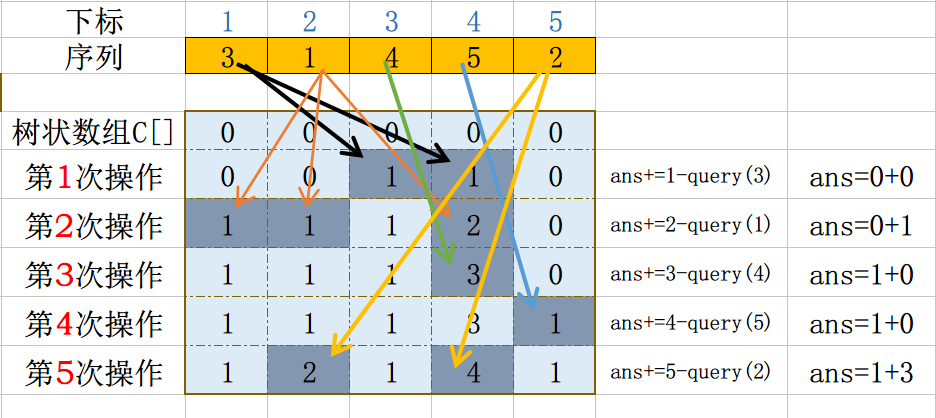 下标 1 2 3 4 5
序列 3 1 4 5 2
树状数组C[] 0 0 0 0 0
第1次操作 0 0 1 1 0 ans+=1-query(3) ans=0+0
第2次操作 1 1 1 2 0 ans+=2-query(1) ans=0+1
第3次操作 1 1 1 3 0 ans+=3-query(4) ans=1+0
第4次操作 1 1 1 3 1 ans+=4-query(5) ans=1+0
第5次操作 1 2 1 4 1 ans+=5-query(2) ans=1+3